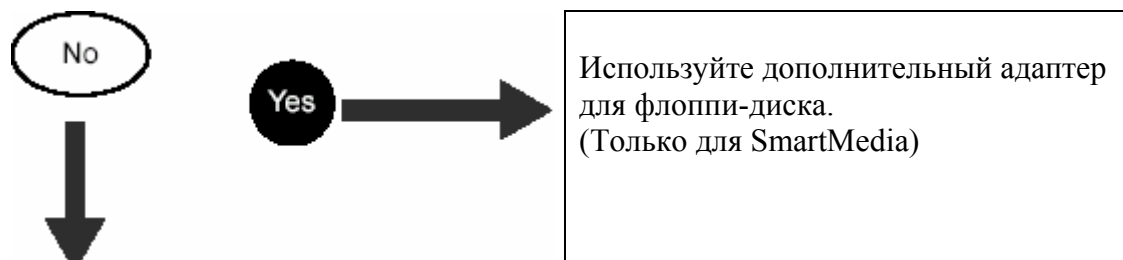 No
Yes
Используйте дополнительный адаптер
для флоппи-диска.
(Только для SmartMedia)